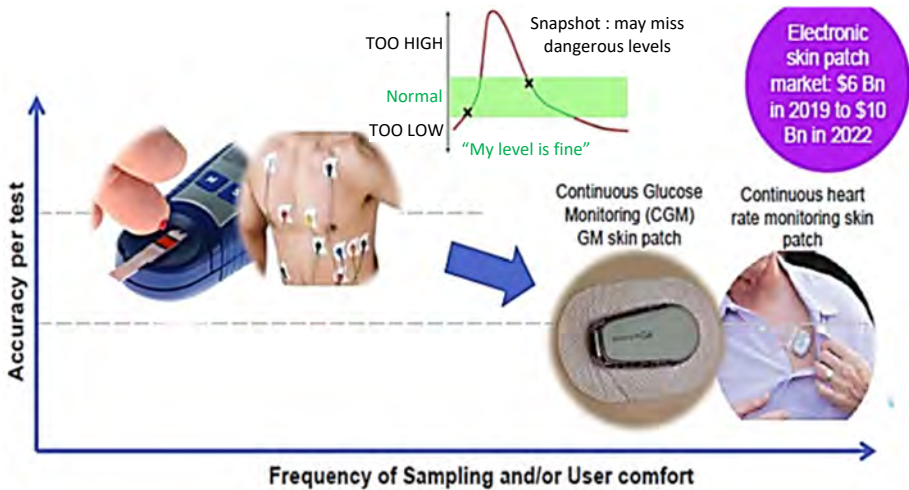 TOO HIGH
Normal
TOO LOW
Snapshot : may miss
dangerous levels
“My level is fine”
Electronic
skin patch
market: $6 Bn
in 2019 to $10
Bn in 2022
Accuracy per test
Continuous Glucose
Monitoring (CGM)
GM skin patch
Continuous heart
rate monitoring skin
patch
Frequency of Sampling and/or User comfort